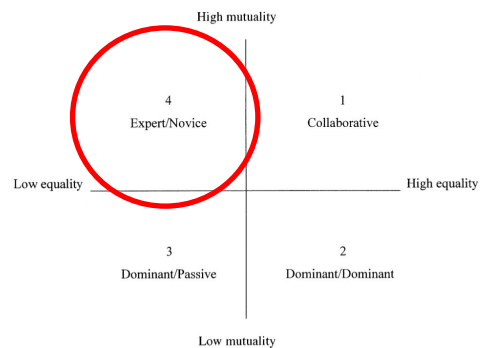 High mutuality
4
Expert/Novice
1
Collaborative
Low equality
High equality
3
Dominant/Passive
2
Dominant/Dominant
Low mutuality